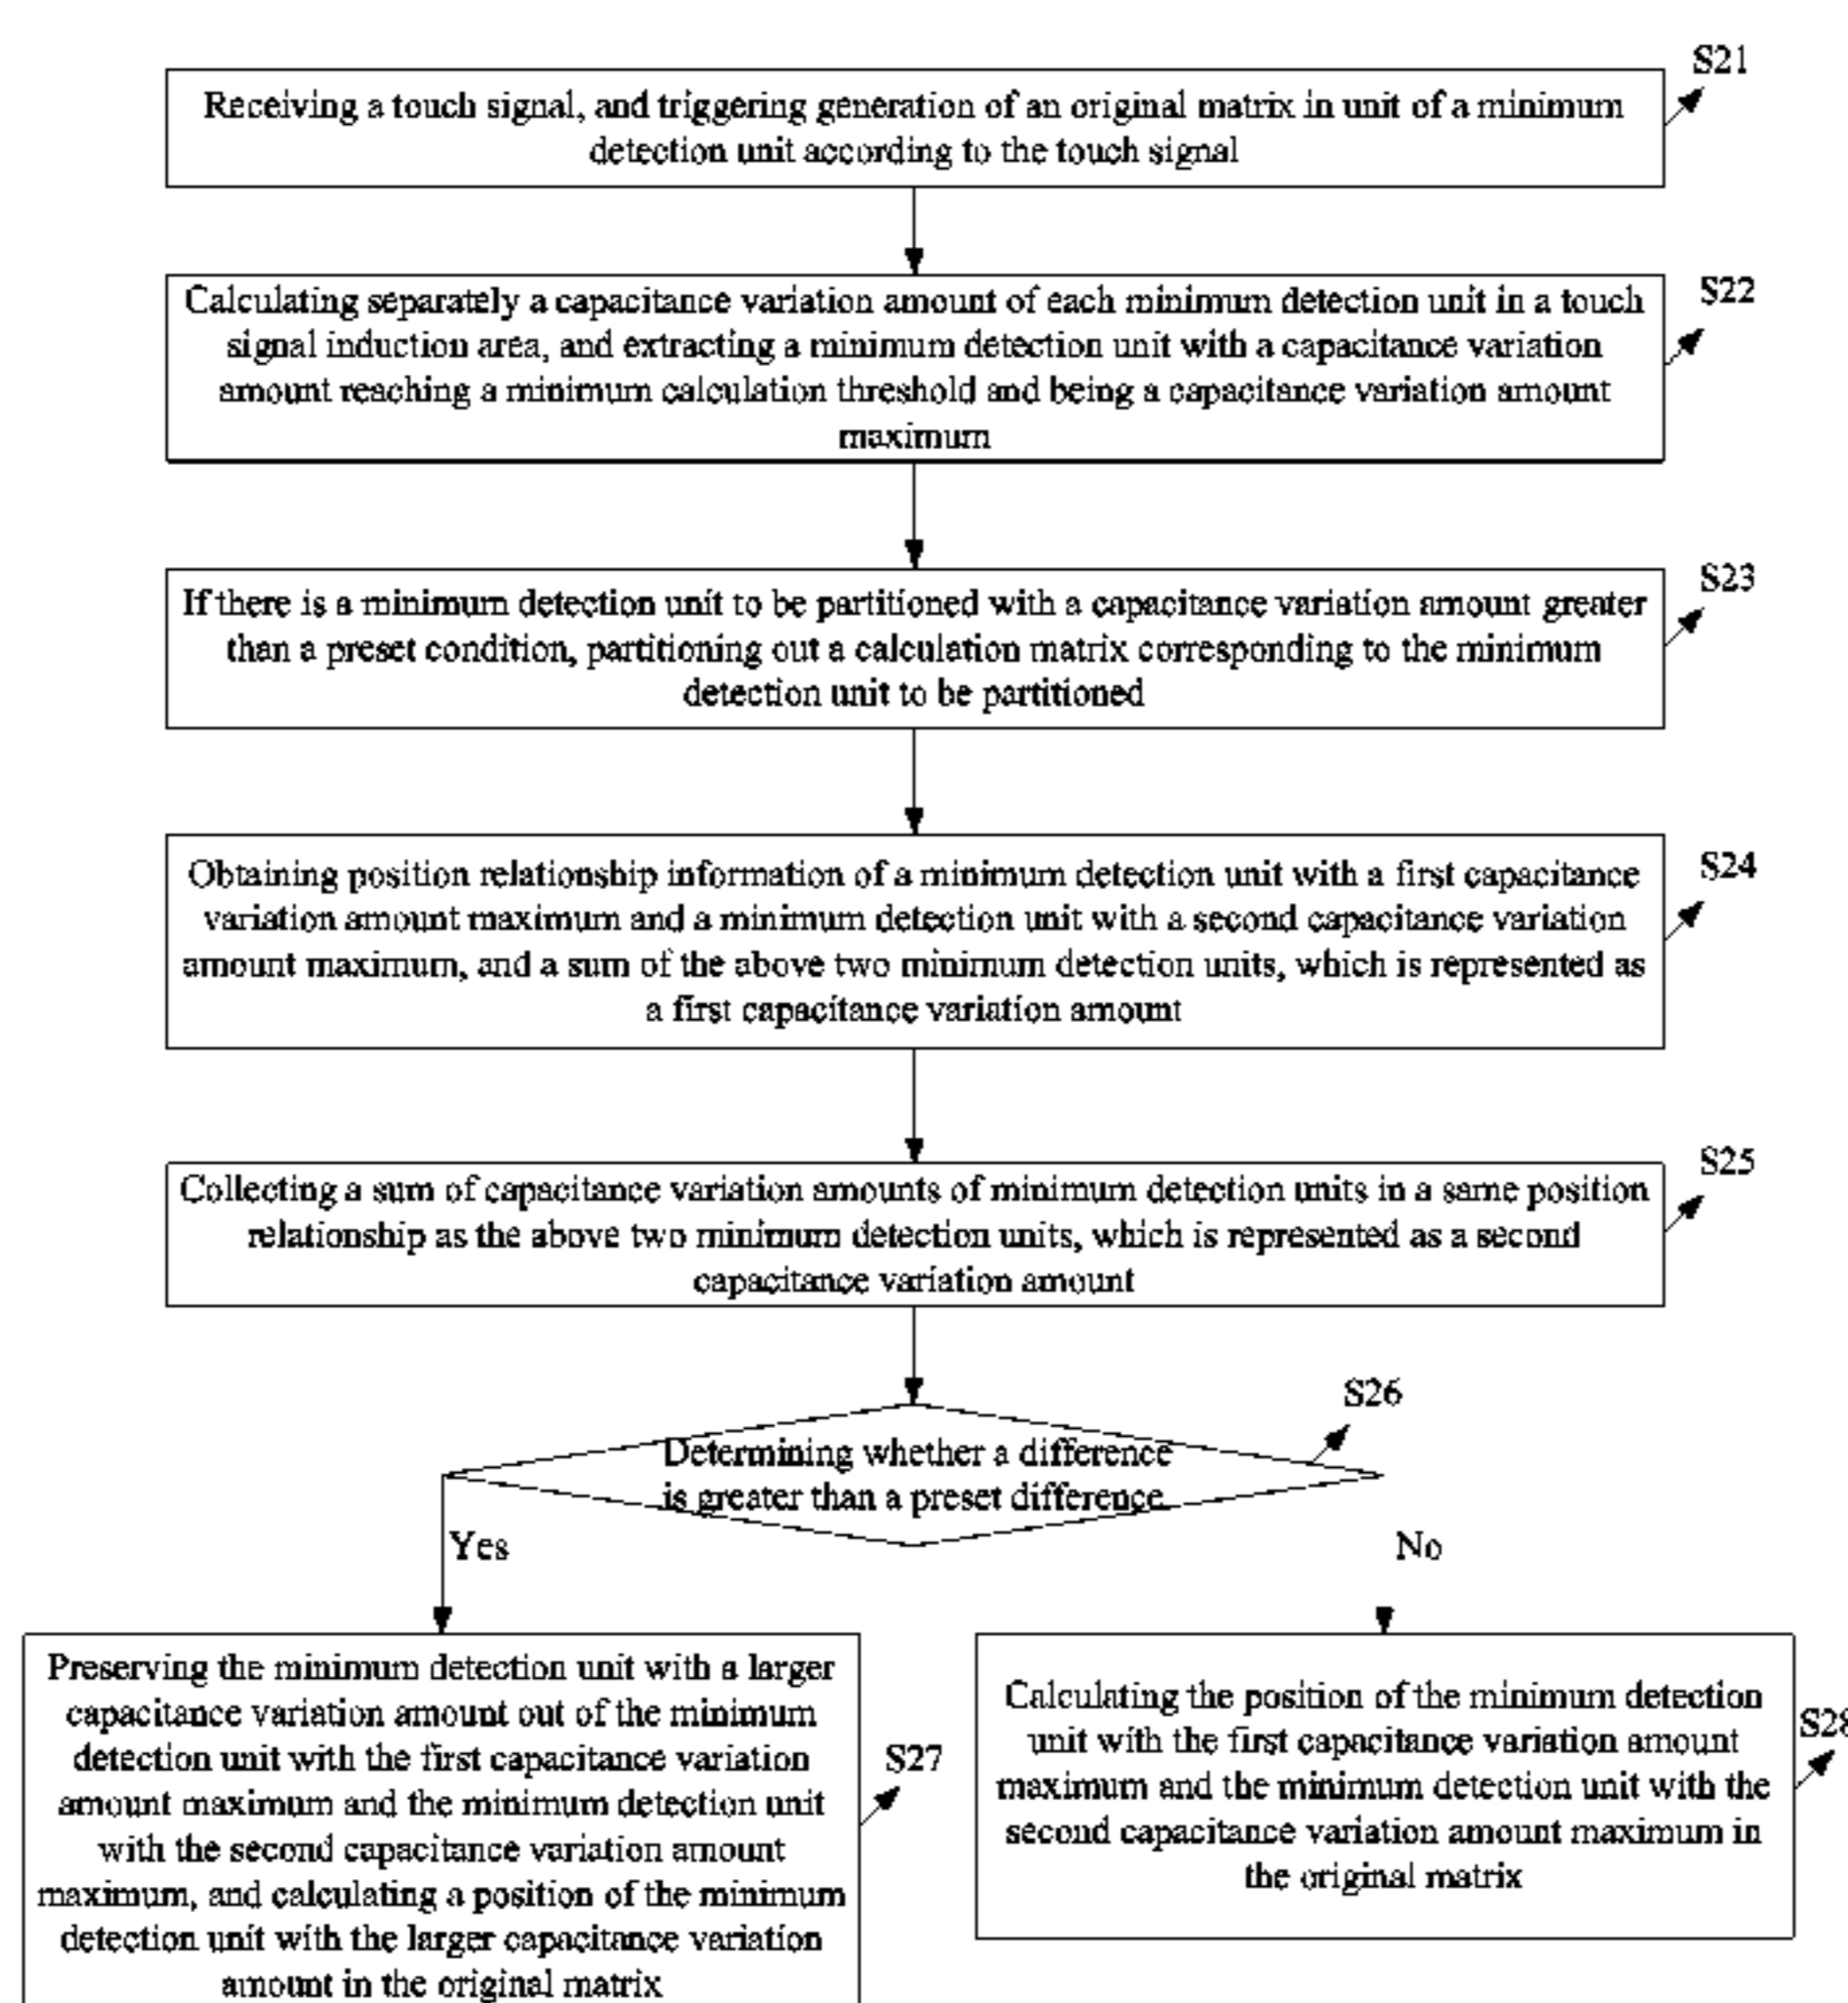 S21
Receiving a touch signal, and triggering generation of an original matrix in unit of a minimum
detection unit according to the touch signal
S22
Calculating separately a capacitance variation amount of each minimum detection unit in a touch
signal induction area, and extracting a minimum detection unit with a capacitance variation
amount reaching a minimum calculation threshold and being a capacitance variation amount
maximum
S23
If there is a minimum detection unit to be partitioned with a capacitance variation amount greater
than a preset condition, partitioning out a calculation matrix corresponding to the minimum
detection unit to be partitioned
S24
Obtaining position relationship information of a minimum detection unit with a first capacitance
variation amount maximum and a minimum detection unit with a second capacitance variation
amount maximum, and a sum of the above two minimum detection units, which is represented as
a first capacitance variation amount
S25
Collecting a sum of capacitance variation amounts of minimum detection units in a same position
relationship as the above two minimum detection units, which is represented as a second
capacitance variation amount
S26
Determining whether a difference
is greater than a preset difference
Yes
No
Preserving the minimum detection unit with a larger
capacitance variation amount out of the minimum
detection unit with the first capacitance variation
amount maximum and the minimum detection unit
with the second capacitance variation amount
maximum, and calculating a position of the minimum
detection unit with the larger capacitance variation
amount in the original matrix
S27
Calculating the position of the minimum detection
unit with the first capacitance variation amount
maximum and the minimum detection unit with the
second capacitance variation amount maximum in
the original matrix
S28